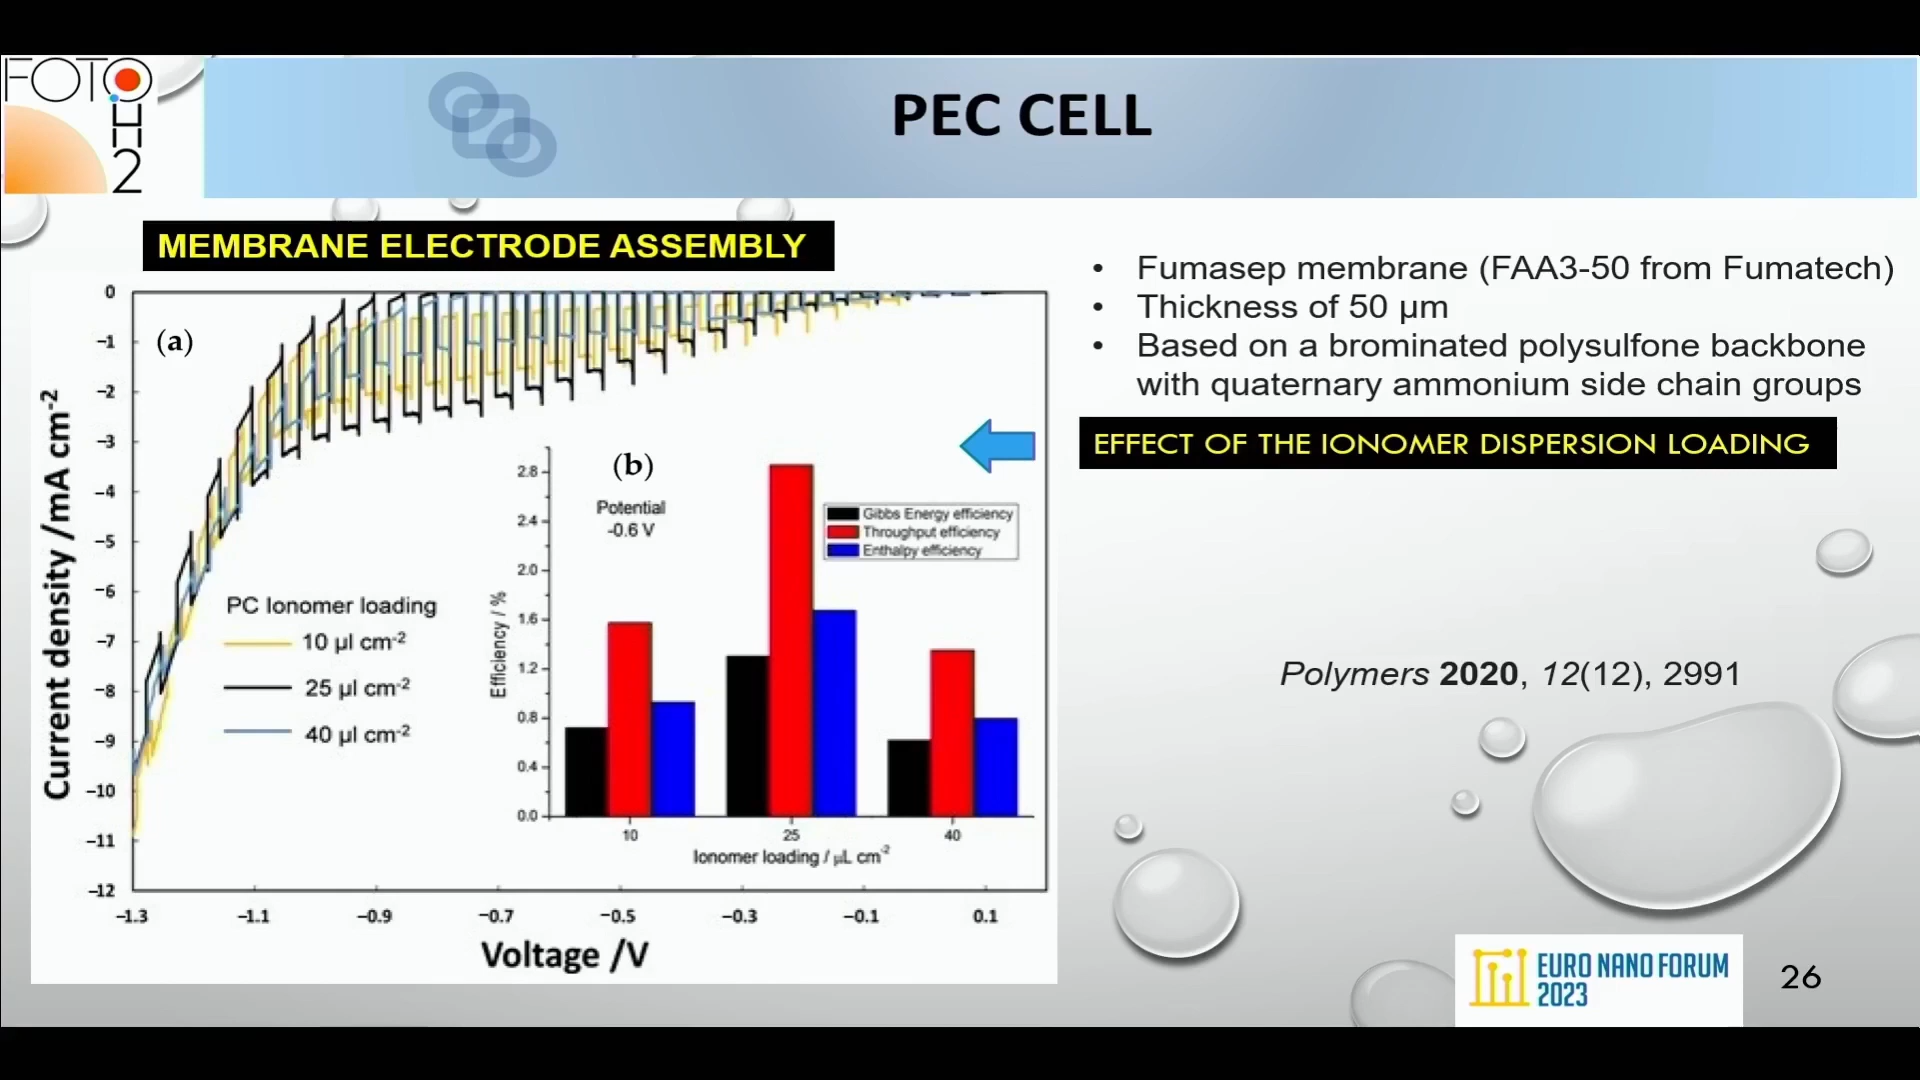 FOTO
H2
PEC CELL
MEMBRANE ELECTRODE ASSEMBLY
• Fumasep membrane (FAA3-50 from Fumatech)
• Thickness of 50 µm
• Based on a brominated polysulfone backbone
with quaternary ammonium side chain groups
EFFECT OF THE IONOMER DISPERSION LOADING
Polymers 2020, 12(12), 2991
(a)
Current density /mA cm-2
0
−1
−2
−3
−4
−5
−6
−7
−8
−9
−10
−11
−12
−1.3 −1.1 −0.9 −0.7 −0.5 −0.3 −0.1 0.1
Voltage /V
PC Ionomer loading
10 µl cm-2
25 µl cm-2
40 µl cm-2
(b)
Potential
-0.6 V
Gibbs Energy efficiency
Throughput efficiency
Enthalpy efficiency
Efficiency / %
2.8
2.4
2.0
1.6
1.2
0.8
0.4
0.0
10 25 40
Ionomer loading / µL cm-2
EURO NANO FORUM
2023
26